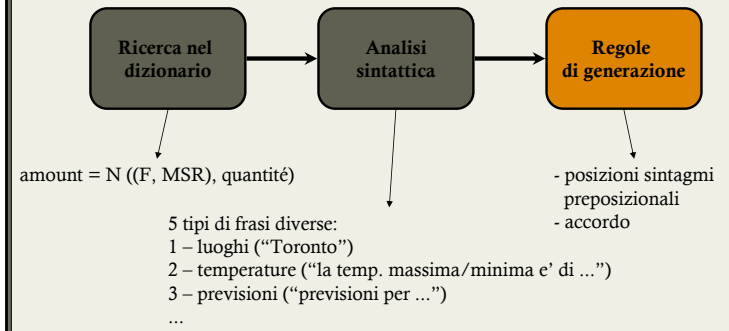 Ricerca nel
dizionario
Analisi
sintattica
Regole
di generazione
amount = N ((F, MSR), quantité)
- posizioni sintagmi
preposizionali
- accordo
5 tipi di frasi diverse:
1 – luoghi (“Toronto”)
2 – temperature (“la temp. massima/minima e’ di ...”)
3 – previsioni (“previsioni per ...”)
...